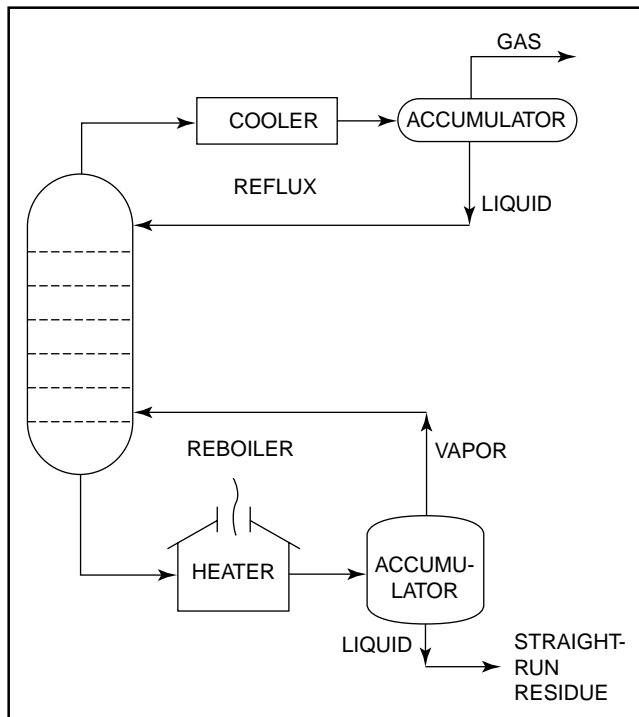 GAS
COOLER
ACCUMULATOR
REFLUX
LIQUID
REBOILER
VAPOR
HEATER
ACCUMU-
LATOR
LIQUID
STRAIGHT-
RUN
RESIDUE